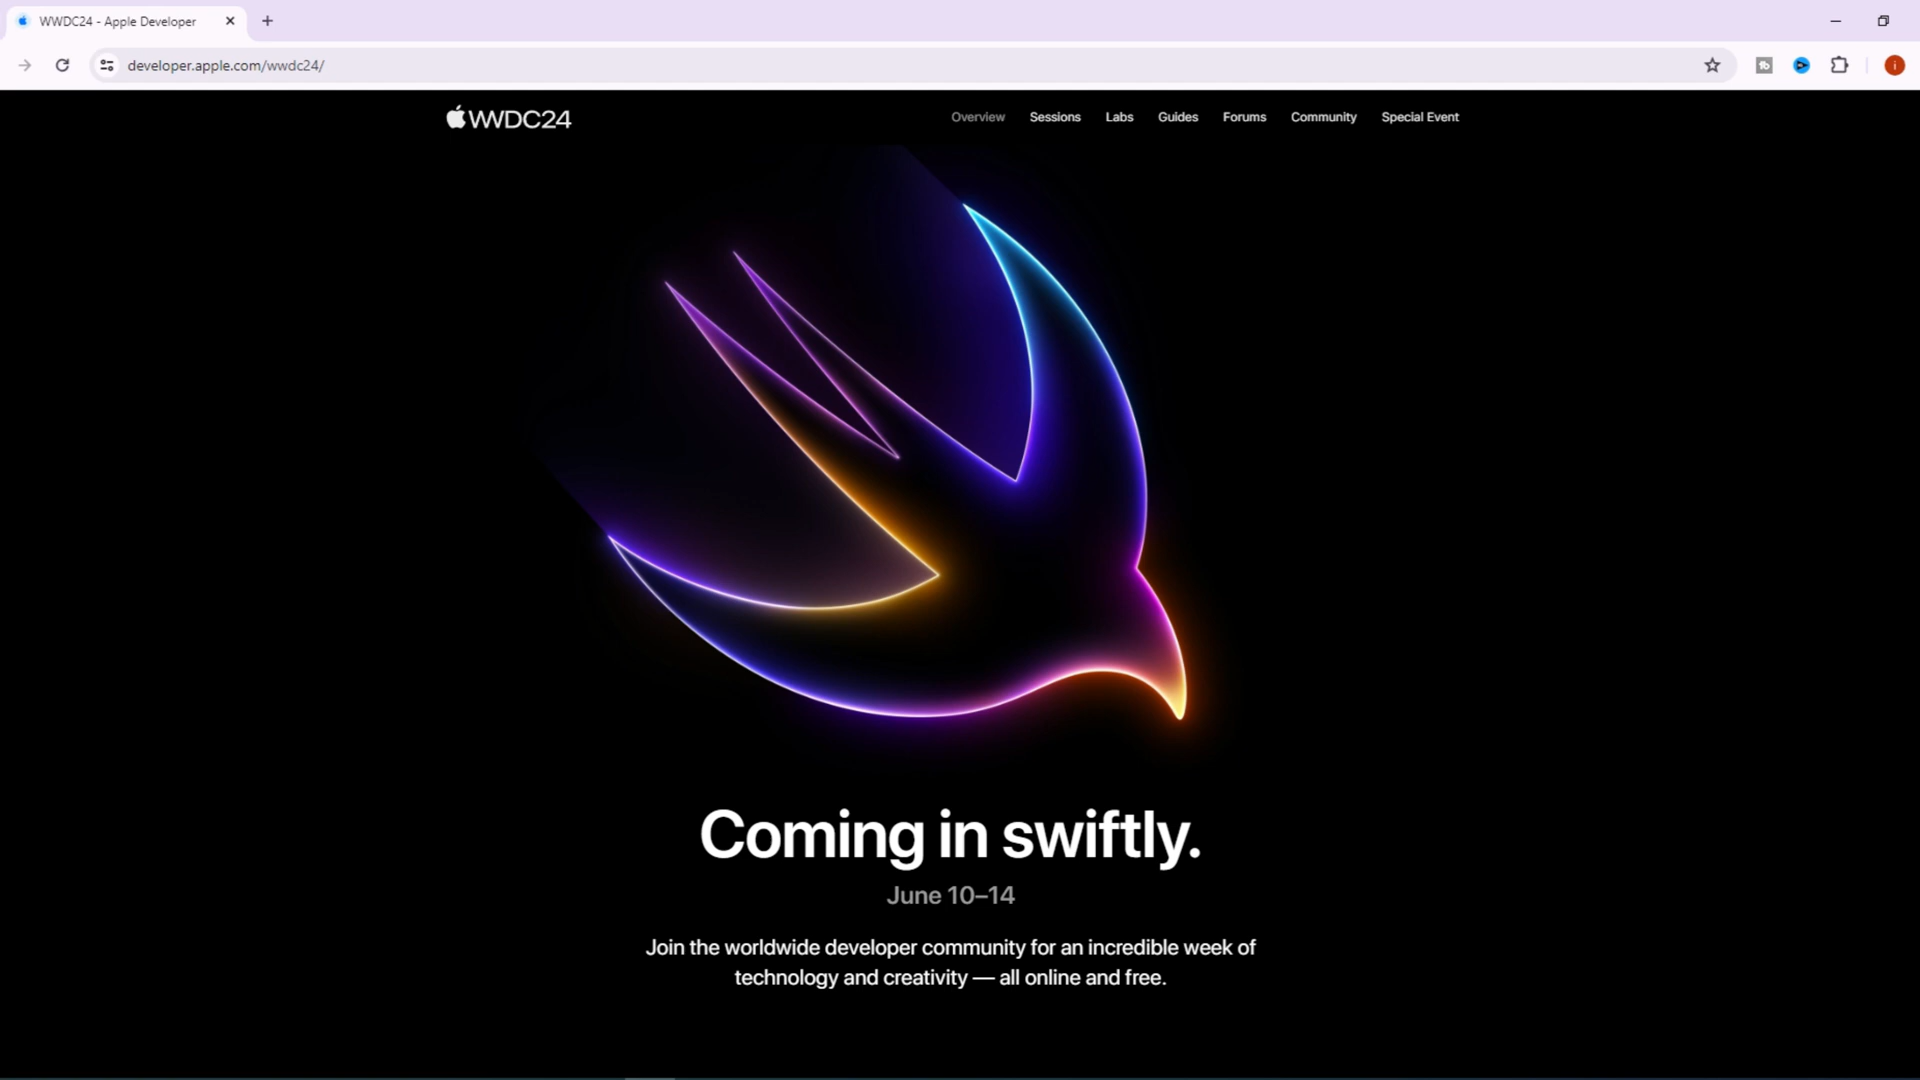 WWDC24 - Apple Developer
developer.apple.com/wwdc24/
WWDC24
Overview Sessions Labs Guides Forums Community Special Event
Coming in swiftly.
June 10–14
Join the worldwide developer community for an incredible week of
technology and creativity — all online and free.